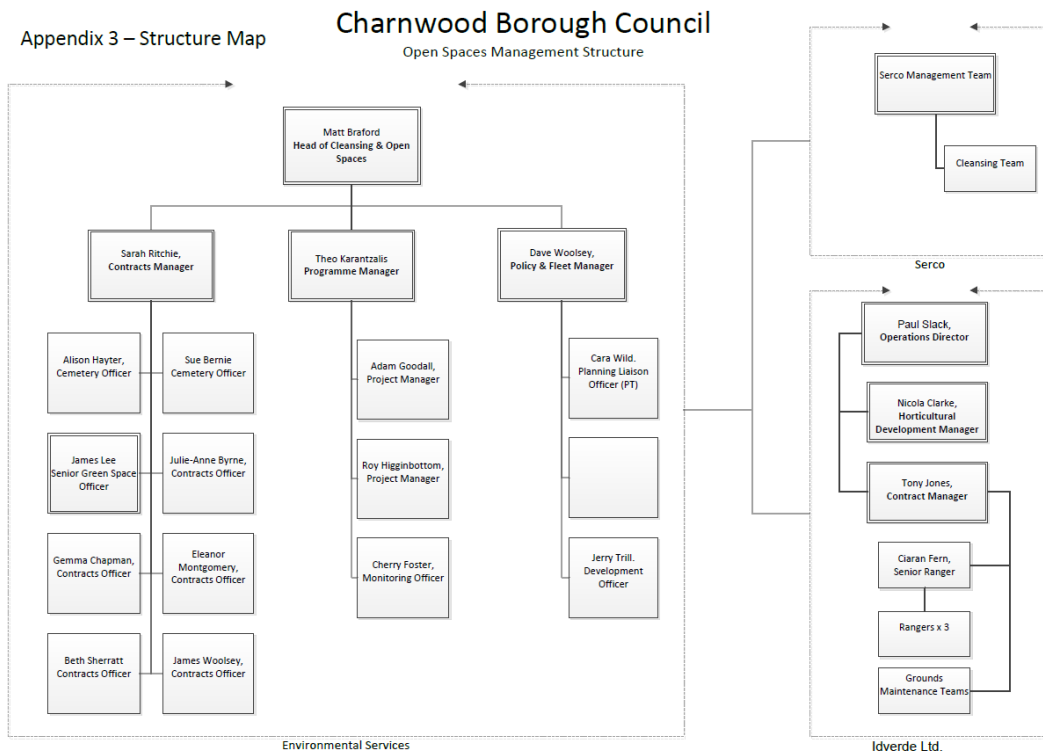 Appendix 3 – Structure Map
Charnwood Borough Council
Open Spaces Management Structure
Matt Braford
Head of Cleansing & Open
Spaces
Sarah Ritchie,
Contracts Manager
Theo Karantzalis
Programme Manager
Dave Woolsey,
Policy & Fleet Manager
Alison Hayter,
Cemetery Officer
Sue Bernie
Cemetery Officer
James Lee
Senior Green Space
Officer
Julie-Anne Byrne,
Contracts Officer
Gemma Chapman,
Contracts Officer
Eleanor
Montgomery,
Contracts Officer
Beth Sherratt
Contracts Officer
James Woolsey,
Contracts Officer
Adam Goodall,
Project Manager
Roy Higginbottom,
Project Manager
Cherry Foster,
Monitoring Officer
Cara Wild.
Planning Liaison
Officer (PT)
Jerry Trill.
Development
Officer
Environmental Services
Serco Management Team
Cleansing Team
Serco
Paul Slack,
Operations Director
Nicola Clarke,
Horticultural
Development Manager
Tony Jones,
Contract Manager
Ciaran Fern,
Senior Ranger
Rangers x 3
Grounds
Maintenance Teams
Idverde Ltd.